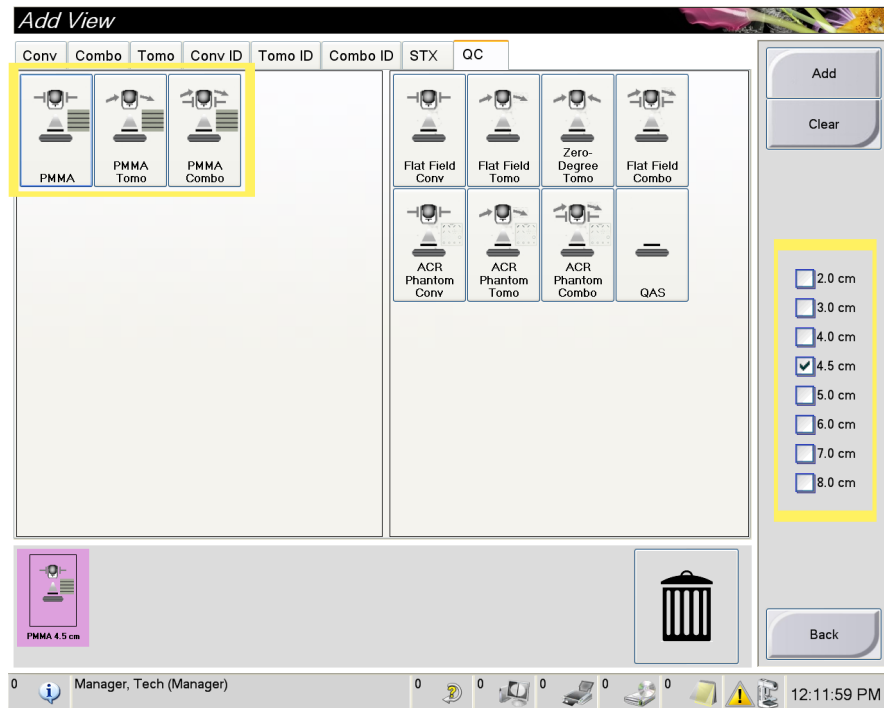 Add View
Conv Combo Tomo Conv ID Tomo ID Combo ID STX QC
PMMA
PMMA
Tomo
PMMA
Combo
Flat Field
Conv
Flat Field
Tomo
Zero-
Degree
Tomo
Flat Field
Combo
ACR
Phantom
Conv
ACR
Phantom
Tomo
ACR
Phantom
Combo
QAS
Add
Clear
2.0 cm
3.0 cm
4.0 cm
4.5 cm
5.0 cm
6.0 cm
7.0 cm
8.0 cm
PMMA 4.5 cm
Back
0 Manager, Tech (Manager) 0 0 0 0 0 12:11:59 PM